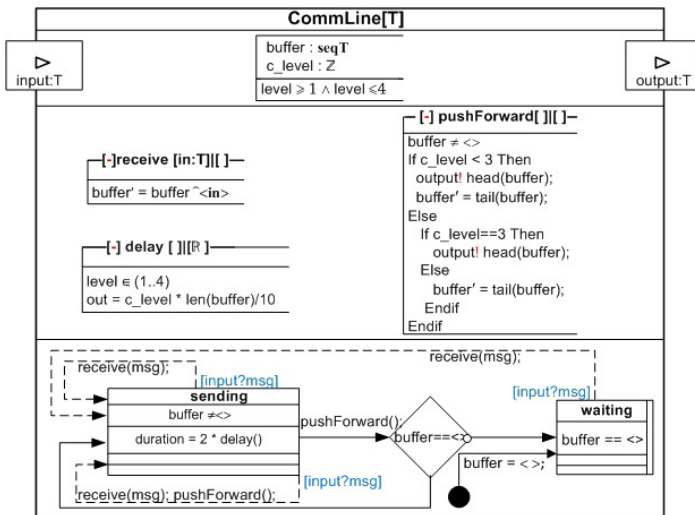 CommLine[T]
input:T
buffer : seqT
c_level : ℤ
level ⩾ 1 ∧ level ⩽4
output:T
[-]receive [in:T]|[ ]
buffer′ = buffer ⌢<in>
[-] delay [ ]|[ℝ ]
level ∈ (1..4)
out = c_level * len(buffer)/10
[-] pushForward[ ]|[ ]
buffer ≠ <>
If c_level < 3 Then
output! head(buffer);
buffer′ = tail(buffer);
Else
If c_level==3 Then
output! head(buffer);
Else
buffer′ = tail(buffer);
Endif
Endif
receive(msg);
receive(msg);
[input?msg]
sending
buffer ≠<>
duration = 2 * delay()
pushForward();
buffer==<>
[input?msg]
waiting
buffer == <>
buffer = <>;
[input?msg]
receive(msg); pushForward();